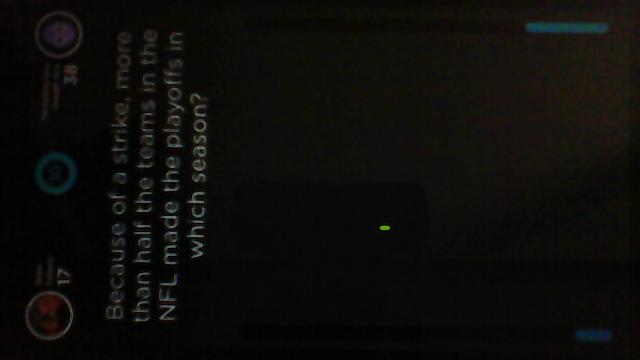 17
10
38
Because of a strike, more
than half the teams in the
NFL made the playoffs in
which season?